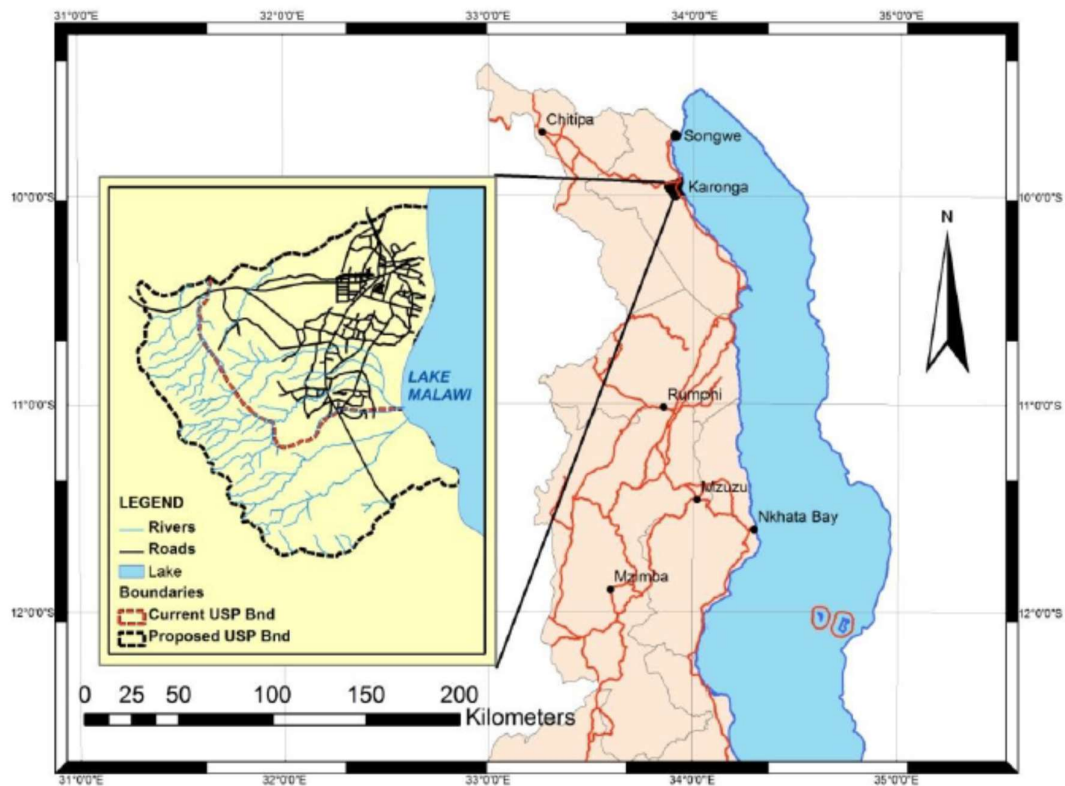 31°0'0"E 32°0'0"E 33°0'0"E 34°0'0"E 35°0'0"E
Chitipa
Songwe
Karonga
10°0'0"S 10°0'0"S
N
LAKE
MALAWI
Rumphi
11°0'0"S 11°0'0"S
Mzuzu
Nkhata Bay
LEGEND
Rivers
Roads
Lake
Boundaries
Current USP Bnd
Proposed USP Bnd
Mzimba
12°0'0"S 12°0'0"S
0 25 50 100 150 200
Kilometers
31°0'0"E 32°0'0"E 33°0'0"E 34°0'0"E 35°0'0"E